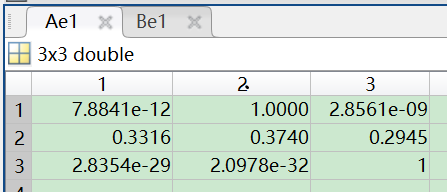 Ae1 Be1
3x3 double
1 2 3
1 7.8841e-12 1.0000 2.8561e-09
2 0.3316 0.3740 0.2945
3 2.8354e-29 2.0978e-32 1